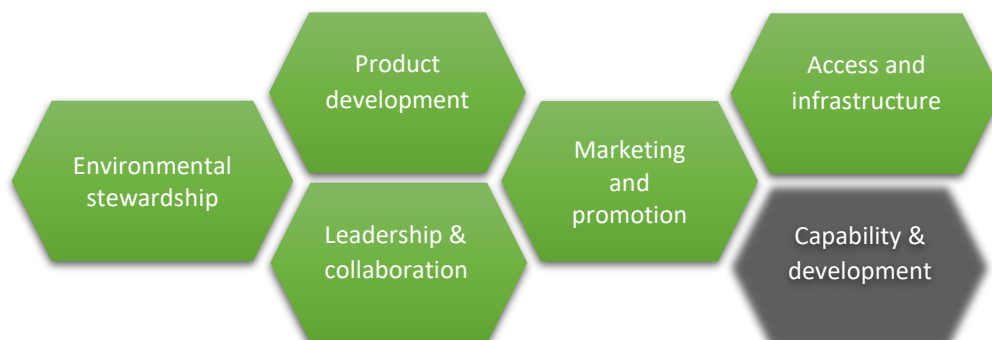 Environmental
stewardship
Product
development
Leadership &
collaboration
Marketing
and
promotion
Access and
infrastructure
Capability &
development